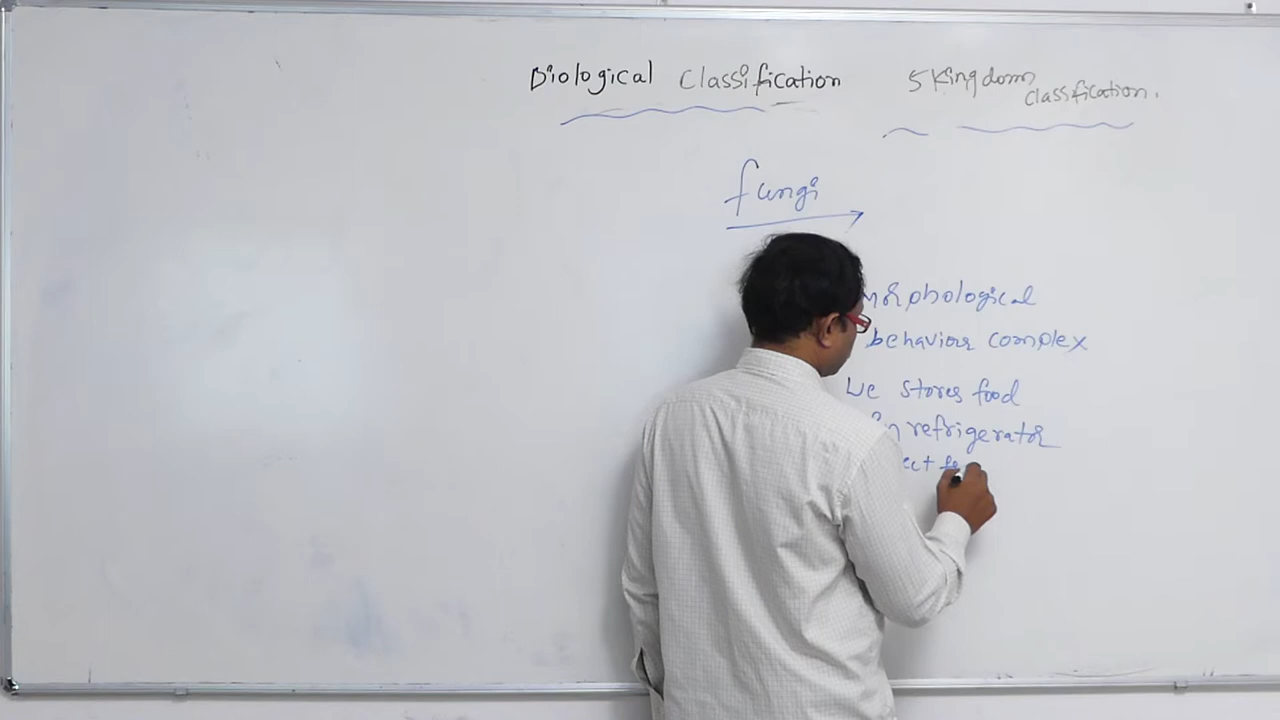 Biological Classification
5 Kingdom
classification.
fungi
morphological
behaviour complex
We stores food
in refrigerator